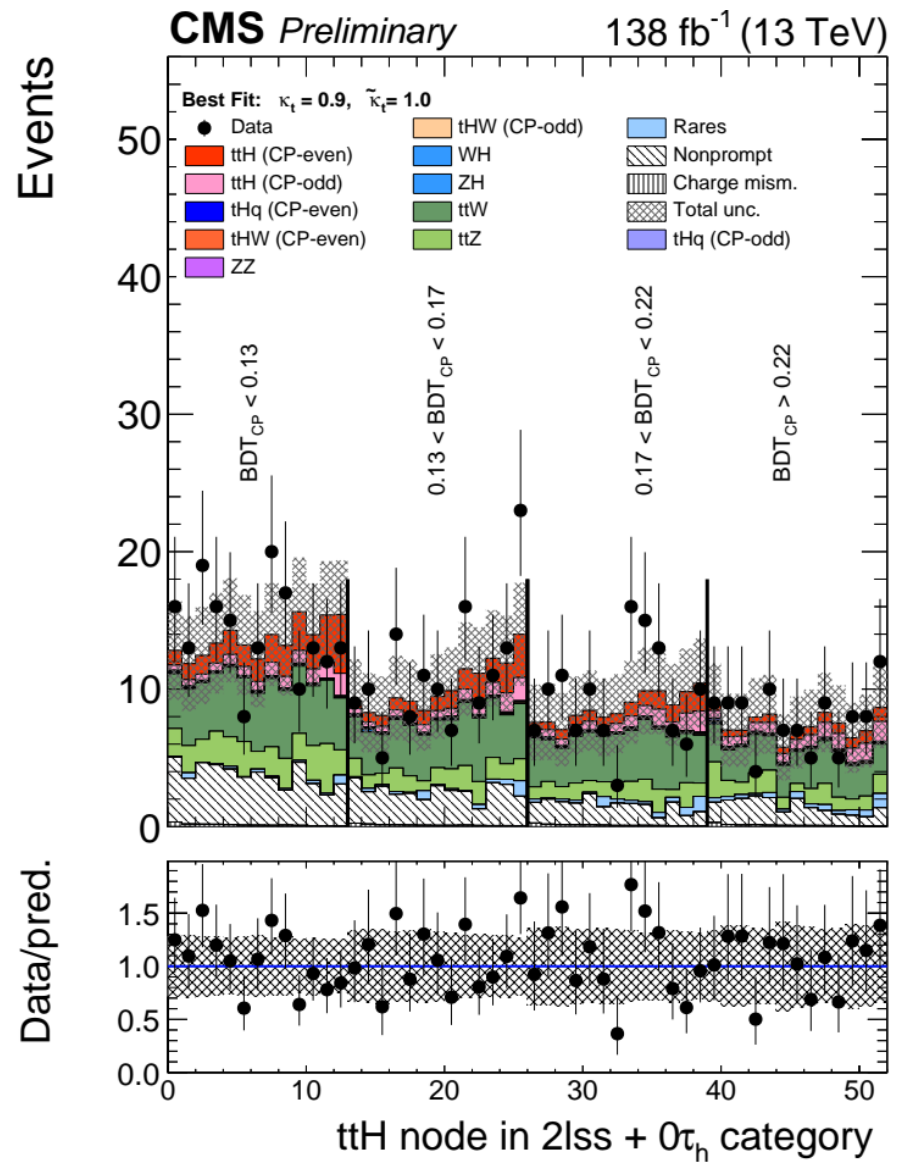 CMS Preliminary 138 fb⁻¹ (13 TeV)
Events
Best Fit: κₜ = 0.9, κ̃ₜ= 1.0
Data
ttH (CP-even)
ttH (CP-odd)
tHq (CP-even)
tHW (CP-even)
ZZ
tHW (CP-odd)
WH
ZH
ttW
ttZ
Rares
Nonprompt
Charge mism.
Total unc.
tHq (CP-odd)
50
40
30
20
10
0
BDT_CP < 0.13
0.13 < BDT_CP < 0.17
0.17 < BDT_CP < 0.22
BDT_CP > 0.22
Data/pred.
1.5
1.0
0.5
0.0
0 10 20 30 40 50
ttH node in 2lss + 0τₕ category